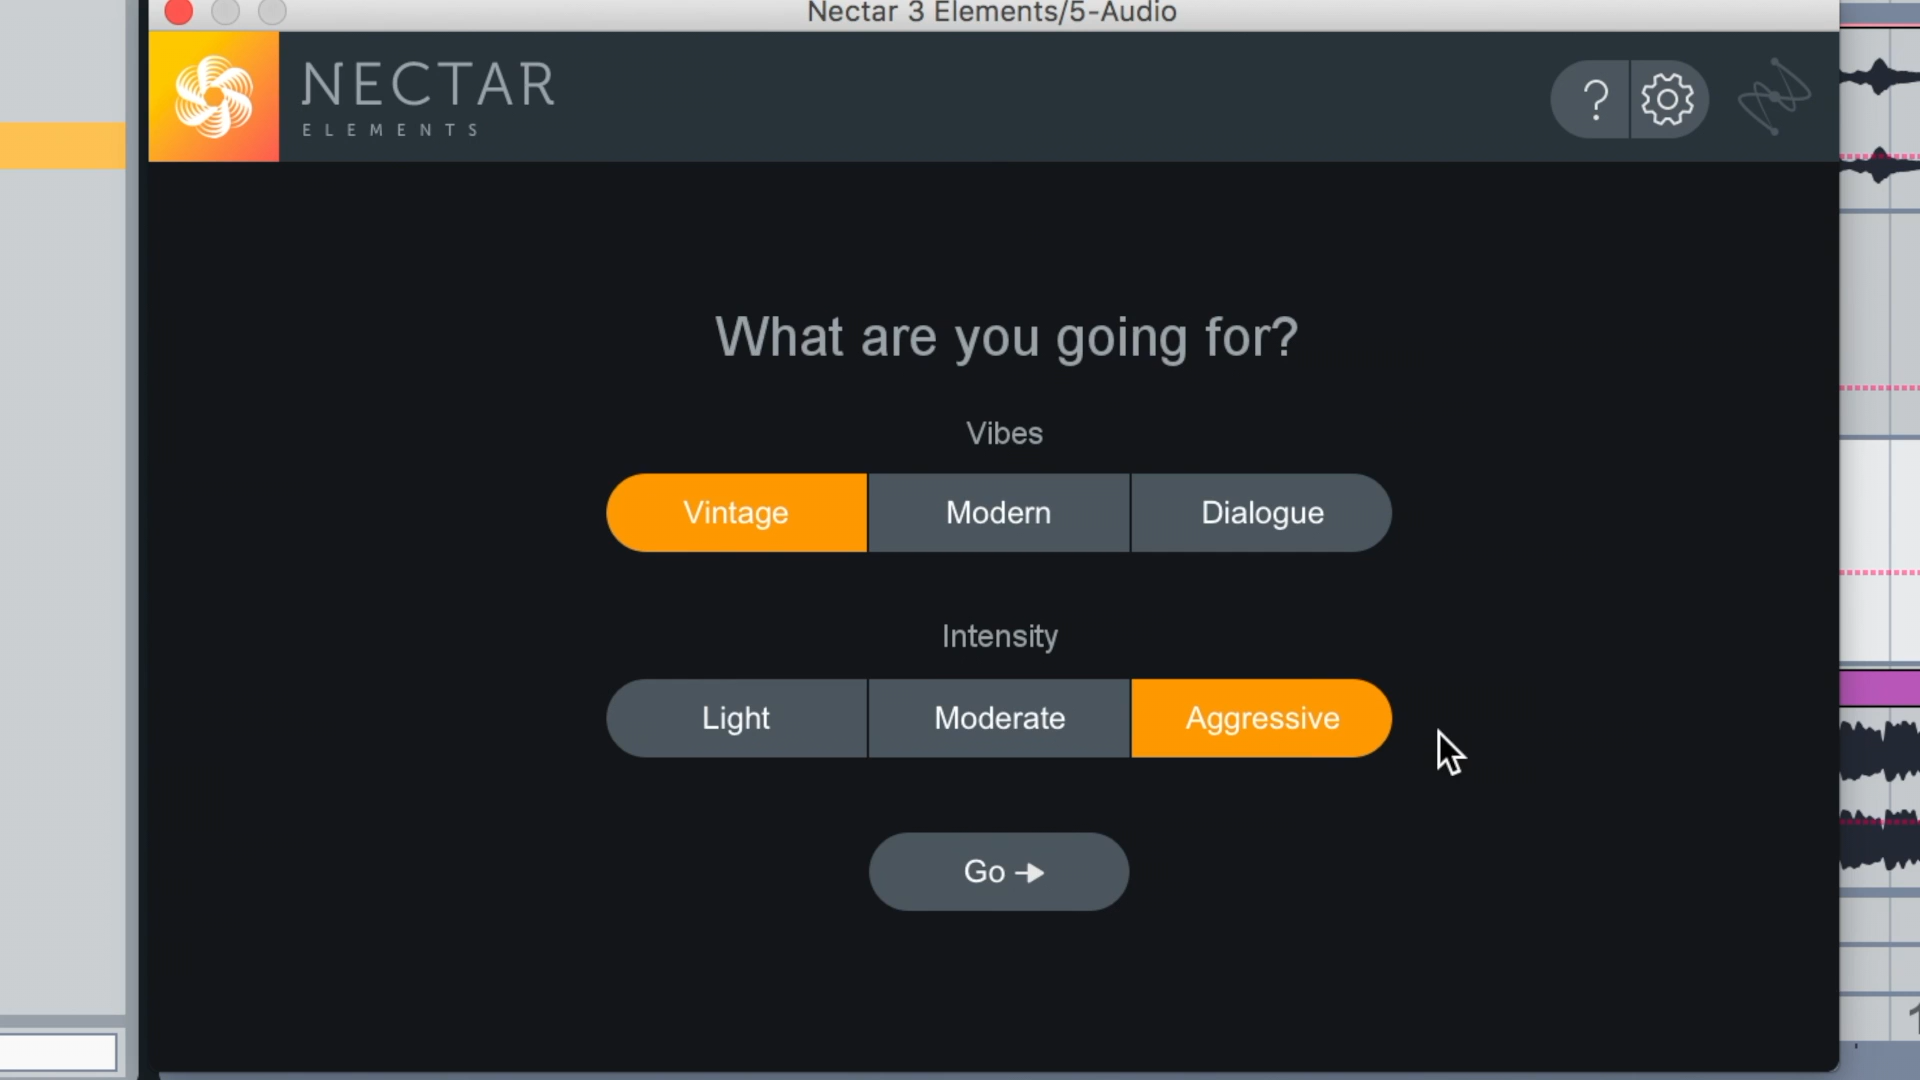 Nectar 3 Elements/5-Audio
NECTAR
ELEMENTS
?
What are you going for?
Vibes
Vintage Modern Dialogue
Intensity
Light Moderate Aggressive
Go